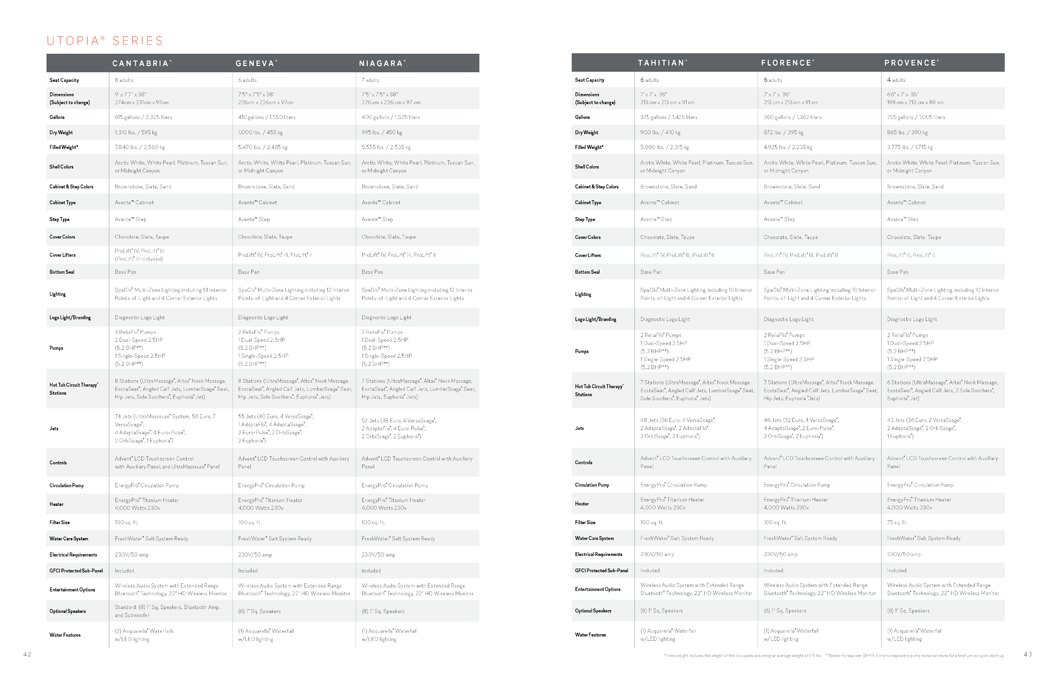 UTOPIA® SERIES
CANTABRIA® GENEVA® NIAGARA®
Seat Capacity 8 adults 6 adults 7 adults
Dimensions 9' x 7'7" x 38" 7'5" x 7'5" x 38" 7'5" x 7'5" x 38"
(Subject to change) 274cm x 231cm x 97cm 226cm x 226cm x 97cm 226 cm x 226 cm x 97 cm
Gallons 615 gallons / 2,325 liters 410 gallons / 1,550 liters 400 gallons / 1,525 liters
Dry Weight 1,310 lbs. / 595 kg 1,000 lbs. / 455 kg 995 lbs. / 450 kg
Filled Weight* 7,840 lbs. / 3,560 kg 5,470 lbs. / 2,485 kg 5,555 lbs. / 2,535 kg
Shell Colors Arctic White, White Pearl, Platinum, Tuscan Sun, Arctic White, White Pearl, Platinum, Tuscan Sun, Arctic White, White Pearl, Platinum, Tuscan Sun,
or Midnight Canyon or Midnight Canyon or Midnight Canyon
Cabinet & Step Colors Brownstone, Slate, Sand Brownstone, Slate, Sand Brownstone, Slate, Sand
Cabinet Type Avante™ Cabinet Avante™ Cabinet Avante™ Cabinet
Step Type Avante™ Step Avante™ Step Avante™ Step
Cover Colors Chocolate, Slate, Taupe Chocolate, Slate, Taupe Chocolate, Slate, Taupe
Cover Lifters ProLift® IV, ProLift® III ProLift® IV, ProLift® III, ProLift® II ProLift® IV, ProLift® III, ProLift® II
(ProLift® II Included)
Bottom Seal Base Pan Base Pan Base Pan
Lighting SpaGlo® Multi-Zone Lighting including 14 Interior SpaGlo® Multi-Zone Lighting including 12 Interior SpaGlo® Multi-Zone Lighting including 12 Interior
Points-of-Light and 4 Corner Exterior Lights Points-of-Light and 4 Corner Exterior Lights Points-of-Light and 4 Corner Exterior Lights
Logo Light/Branding Diagnostic Logo Light Diagnostic Logo Light Diagnostic Logo Light
Pumps 3 ReliaFlo® Pumps 2 ReliaFlo® Pumps 2 ReliaFlo® Pumps
2 Dual-Speed 2.5HP 1 Dual-Speed 2.5HP 1 Dual-Speed 2.5HP
(5.2 BHP**) (5.2 BHP**) (5.2 BHP**)
1 Single-Speed 2.5HP 1 Single-Speed 2.5HP 1 Single-Speed 2.5HP
(5.2 BHP**) (5.2 BHP**) (5.2 BHP**)
Hot Tub Circuit Therapy® 8 Stations (UltraMassage®, Altas® Neck Massage, 8 Stations (UltraMassage®, Altas® Neck Massage, 7 Stations (UltraMassage®, Altas® Neck Massage,
Stations EcstaSeat®, Angled Calf Jets, LumbarSsage® Seat, EcstaSeat®, Angled Calf Jets, LumbarSsage® Seat, EcstaSeat®, Angled Calf Jets, LumbarSsage® Seat,
Hip Jets, Sole Soothers®, Euphoria® Jets) Hip Jets, Sole Soothers®, Euphoria® Jets) Hip Jets, Sole Soothers®, Euphoria® Jets)
Jets 74 Jets (UltraMasseuse® System, 56 Euro, 7 55 Jets (40 Euro, 4 VersaSsage®, 52 Jets (38 Euro, 4 VersaSsage®,
VersaSsage®, 1 AdaptaFlo®, 4 AdaptaSsage®, 2 AdaptaFlo®, 4 Euro-Pulse®,
4 AdaptaSsage®, 4 Euro-Pulse®, 2 Euro-Pulse®, 2 OrbiSsage®, 2 OrbiSsage®, 2 Euphoria®)
2 OrbiSsage®, 1 Euphoria®) 2 Euphoria®)
Controls Advent® LCD Touchscreen Control Advent® LCD Touchscreen Control with Auxiliary Advent® LCD Touchscreen Control with Auxiliary
with Auxiliary Panel, and UltraMasseuse® Panel Panel Panel
Circulation Pump EnergyPro® Circulation Pump EnergyPro® Circulation Pump EnergyPro® Circulation Pump
Heater EnergyPro® Titanium Heater EnergyPro® Titanium Heater EnergyPro® Titanium Heater
4,000 Watts 230v 4,000 Watts 230v 4,000 Watts 230v
Filter Size 100 sq. ft. 100 sq. ft. 100 sq. ft.
Water Care System FreshWater® Salt System Ready FreshWater® Salt System Ready FreshWater® Salt System Ready
Electrical Requirements 230V/50 amp 230V/50 amp 230V/50 amp
GFCI Protected Sub-Panel Included Included Included
Entertainment Options Wireless Audio System with Extended Range Wireless Audio System with Extended Range Wireless Audio System with Extended Range
Bluetooth® Technology, 22" HD Wireless Monitor Bluetooth® Technology, 22" HD Wireless Monitor Bluetooth® Technology, 22" HD Wireless Monitor
Optional Speakers Standard: (8) 1" Sq. Speakers, Bluetooth Amp, (6) 1" Sq. Speakers (8) 1" Sq. Speakers
and Subwoofer
Water Features (2) Acquarella® Waterfalls (1) Acquarella® Waterfall (1) Acquarella® Waterfall
w/LED lighting w/LED lighting w/LED lighting
42
TAHITIAN® FLORENCE® PROVENCE®
Seat Capacity 6 adults 6 adults 4 adults
Dimensions 7' x 7' x 36" 7' x 7' x 36" 6'6" x 7' x 35"
(Subject to change) 213 cm x 213 cm x 91 cm 213 cm x 213 cm x 91 cm 198 cm x 213 cm x 89 cm
Gallons 375 gallons / 1,425 liters 360 gallons / 1,362 liters 265 gallons / 1,005 liters
Dry Weight 900 lbs. / 410 kg 872 lbs. / 395 kg 865 lbs. / 390 kg
Filled Weight* 5,090 lbs. / 2,315 kg 4,925 lbs. / 2,235 kg 3,775 lbs. / 1,715 kg
Shell Colors Arctic White, White Pearl, Platinum, Tuscan Sun, Arctic White, White Pearl, Platinum, Tuscan Sun, Arctic White, White Pearl, Platinum, Tuscan Sun,
or Midnight Canyon or Midnight Canyon or Midnight Canyon
Cabinet & Step Colors Brownstone, Slate, Sand Brownstone, Slate, Sand Brownstone, Slate, Sand
Cabinet Type Avante™ Cabinet Avante™ Cabinet Avante™ Cabinet
Step Type Avante™ Step Avante™ Step Avante™ Step
Cover Colors Chocolate, Slate, Taupe Chocolate, Slate, Taupe Chocolate, Slate, Taupe
Cover Lifters ProLift® IV, ProLift® III, ProLift® II ProLift® IV, ProLift® III, ProLift® II ProLift® III, ProLift® II
Bottom Seal Base Pan Base Pan Base Pan
Lighting SpaGlo® Multi-Zone Lighting including 10 Interior SpaGlo® Multi-Zone Lighting including 10 Interior SpaGlo® Multi-Zone Lighting including 10 Interior
Points-of-Light and 4 Corner Exterior Lights Points-of-Light and 4 Corner Exterior Lights Points-of-Light and 4 Corner Exterior Lights
Logo Light/Branding Diagnostic Logo Light Diagnostic Logo Light Diagnostic Logo Light
Pumps 2 ReliaFlo® Pumps 2 ReliaFlo® Pumps 2 ReliaFlo® Pumps
1 Dual-Speed 2.5HP 1 Dual-Speed 2.5HP 1 Dual-Speed 2.5HP
(5.2 BHP**) (5.2 BHP**) (5.2 BHP**)
1 Single-Speed 2.5HP 1 Single-Speed 2.5HP 1 Single-Speed 2.5HP
(5.2 BHP**) (5.2 BHP**) (5.2 BHP**)
Hot Tub Circuit Therapy® 7 Stations (UltraMassage®, Altas® Neck Massage, 7 Stations (UltraMassage®, Altas® Neck Massage, 6 Stations (UltraMassage®, Altas® Neck Massage,
Stations EcstaSeat®, Angled Calf Jets, LumbarSsage® Seat, EcstaSeat®, Angled Calf Jets, LumbarSsage® Seat, EcstaSeat®, Angled Calf Jets, 2 Sole Soothers®,
Hip Jets, Sole Soothers®, Euphoria® Jets) Hip Jets, Euphoria® Jets) Euphoria® Jet)
Jets 48 Jets (36 Euro, 4 VersaSsage®, 46 Jets (32 Euro, 4 VersaSsage®, 43 Jets (36 Euro, 2 VersaSsage®,
2 AdaptaSsage®, 2 AdaptaFlo®, 4 AdaptaSsage®, 2 Euro-Pulse®, 2 AdaptaFlo®, 2 OrbiSsage®,
2 OrbiSsage®, 2 Euphoria®) 2 OrbiSsage®, 2 Euphoria®) 1 Euphoria®)
Controls Advent® LCD Touchscreen Control with Auxiliary Advent® LCD Touchscreen Control with Auxiliary Advent® LCD Touchscreen Control with Auxiliary
Panel Panel Panel
Circulation Pump EnergyPro® Circulation Pump EnergyPro® Circulation Pump EnergyPro® Circulation Pump
Heater EnergyPro® Titanium Heater EnergyPro® Titanium Heater EnergyPro® Titanium Heater
4,000 Watts 230v 4,000 Watts 230v 4,000 Watts 230v
Filter Size 100 sq. ft. 100 sq. ft. 75 sq. ft.
Water Care System FreshWater® Salt System Ready FreshWater® Salt System Ready FreshWater® Salt System Ready
Electrical Requirements 230V/50 amp 230V/50 amp 230V/50 amp
GFCI Protected Sub-Panel Included Included Included
Entertainment Options Wireless Audio System with Extended Range Wireless Audio System with Extended Range Wireless Audio System with Extended Range
Bluetooth® Technology, 22" HD Wireless Monitor Bluetooth® Technology, 22" HD Wireless Monitor Bluetooth® Technology, 22" HD Wireless Monitor
Optional Speakers (6) 1" Sq. Speakers (6) 1" Sq. Speakers (6) 1" Sq. Speakers
Water Features (1) Acquarella® Waterfall (1) Acquarella® Waterfall (1) Acquarella® Waterfall
w/LED lighting w/LED lighting w/LED lighting
43